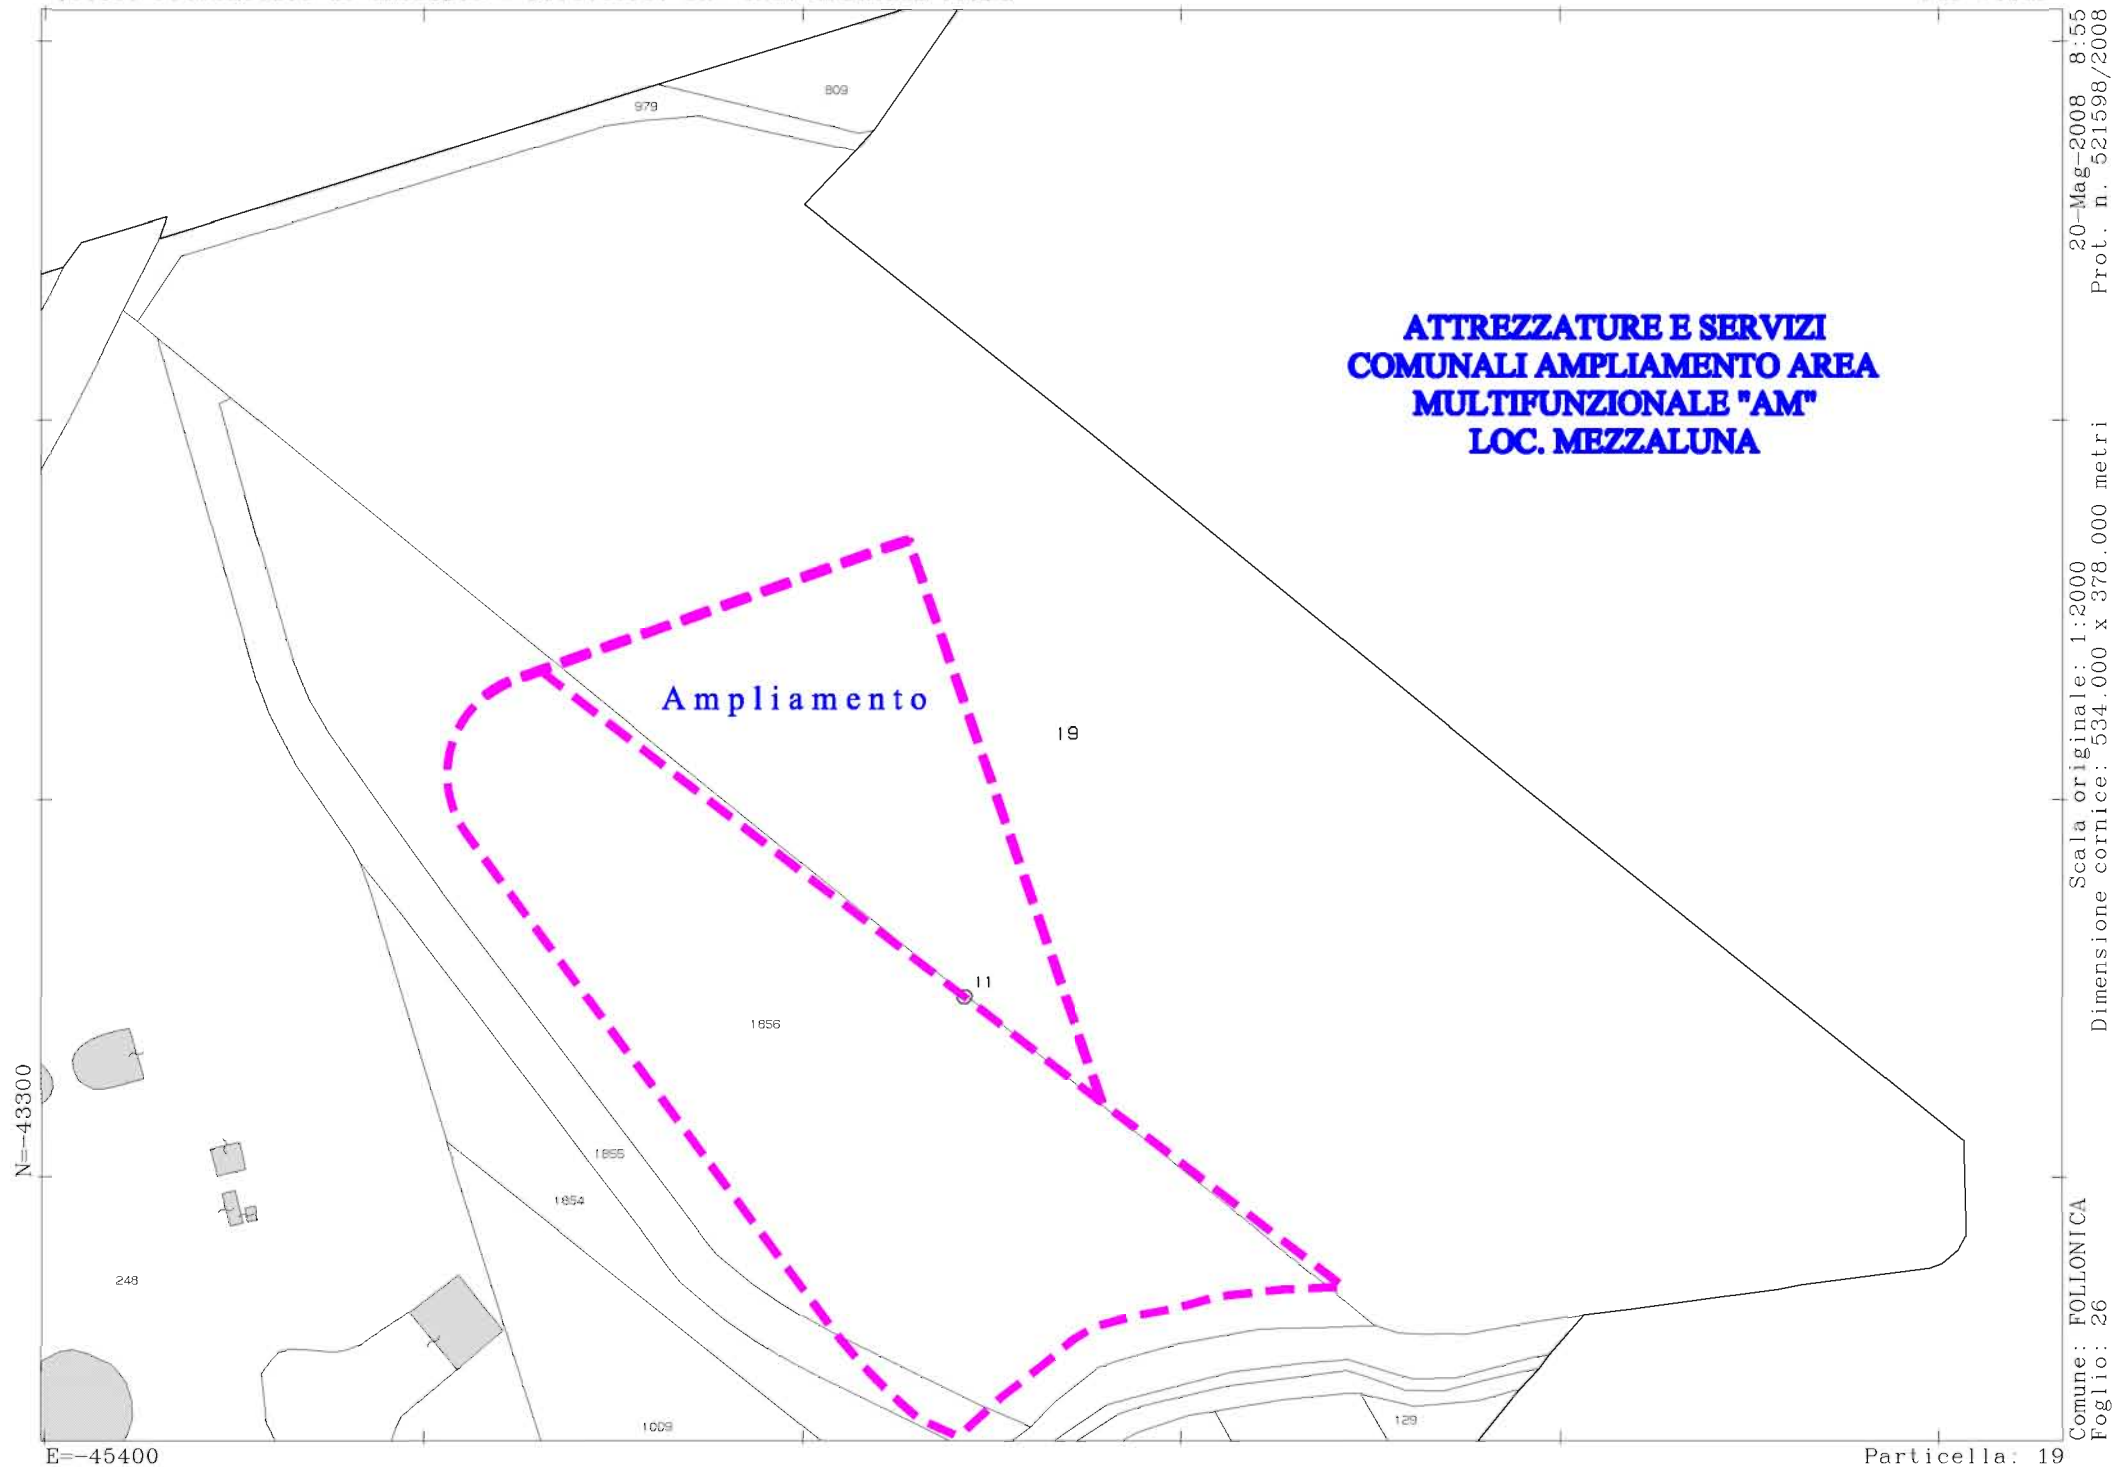 979
809
ATTREZZATURE E SERVIZI
COMUNALI AMPLIAMENTO AREA
MULTIFUNZIONALE "AM"
LOC. MEZZALUNA
Ampliamento
19
11
1656
1855
1854
248
1009
129
N=-43300
E=-45400
Particella: 19
20-Mag-2008 8:55
Prot. n. 521598/2008
Scala originale: 1:2000
Dimensione cornice: 534.000 x 378.000 metri
Comune: FOLLONICA
Foglio: 26